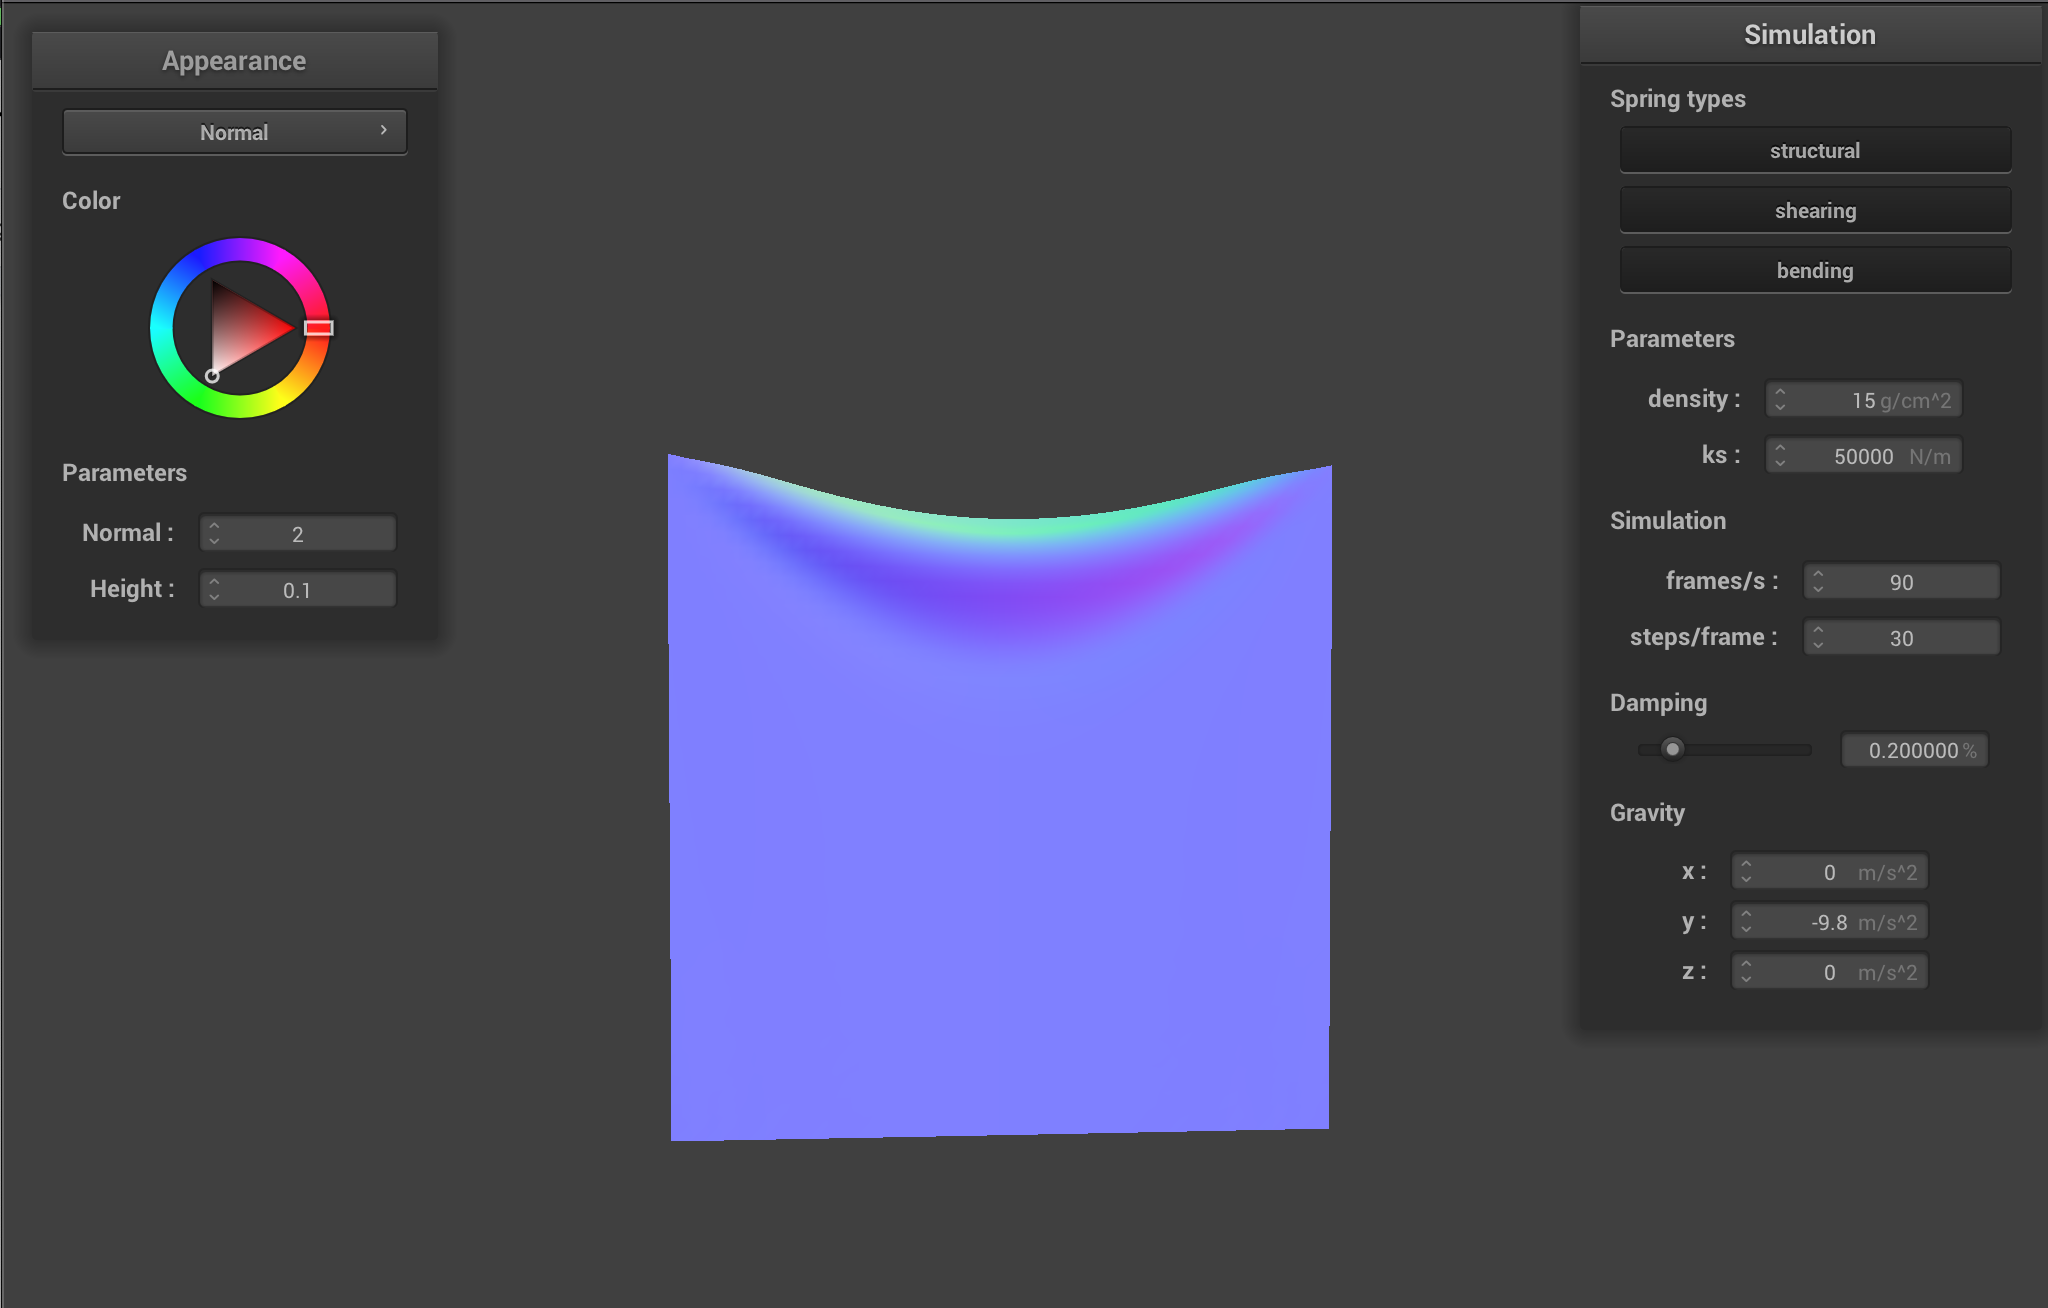 Appearance
Normal
Color
Parameters
Normal : 2
Height : 0.1
Simulation
Spring types
structural
shearing
bending
Parameters
density : 15 g/cm^2
ks : 50000 N/m
Simulation
frames/s : 90
steps/frame : 30
Damping
0.200000 %
Gravity
x : 0 m/s^2
y : -9.8 m/s^2
z : 0 m/s^2